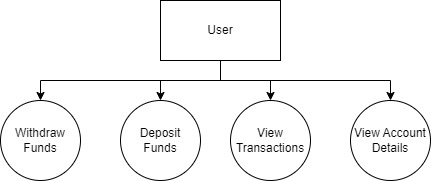 User
Withdraw
Funds
Deposit
Funds
View
Transactions
View Account
Details